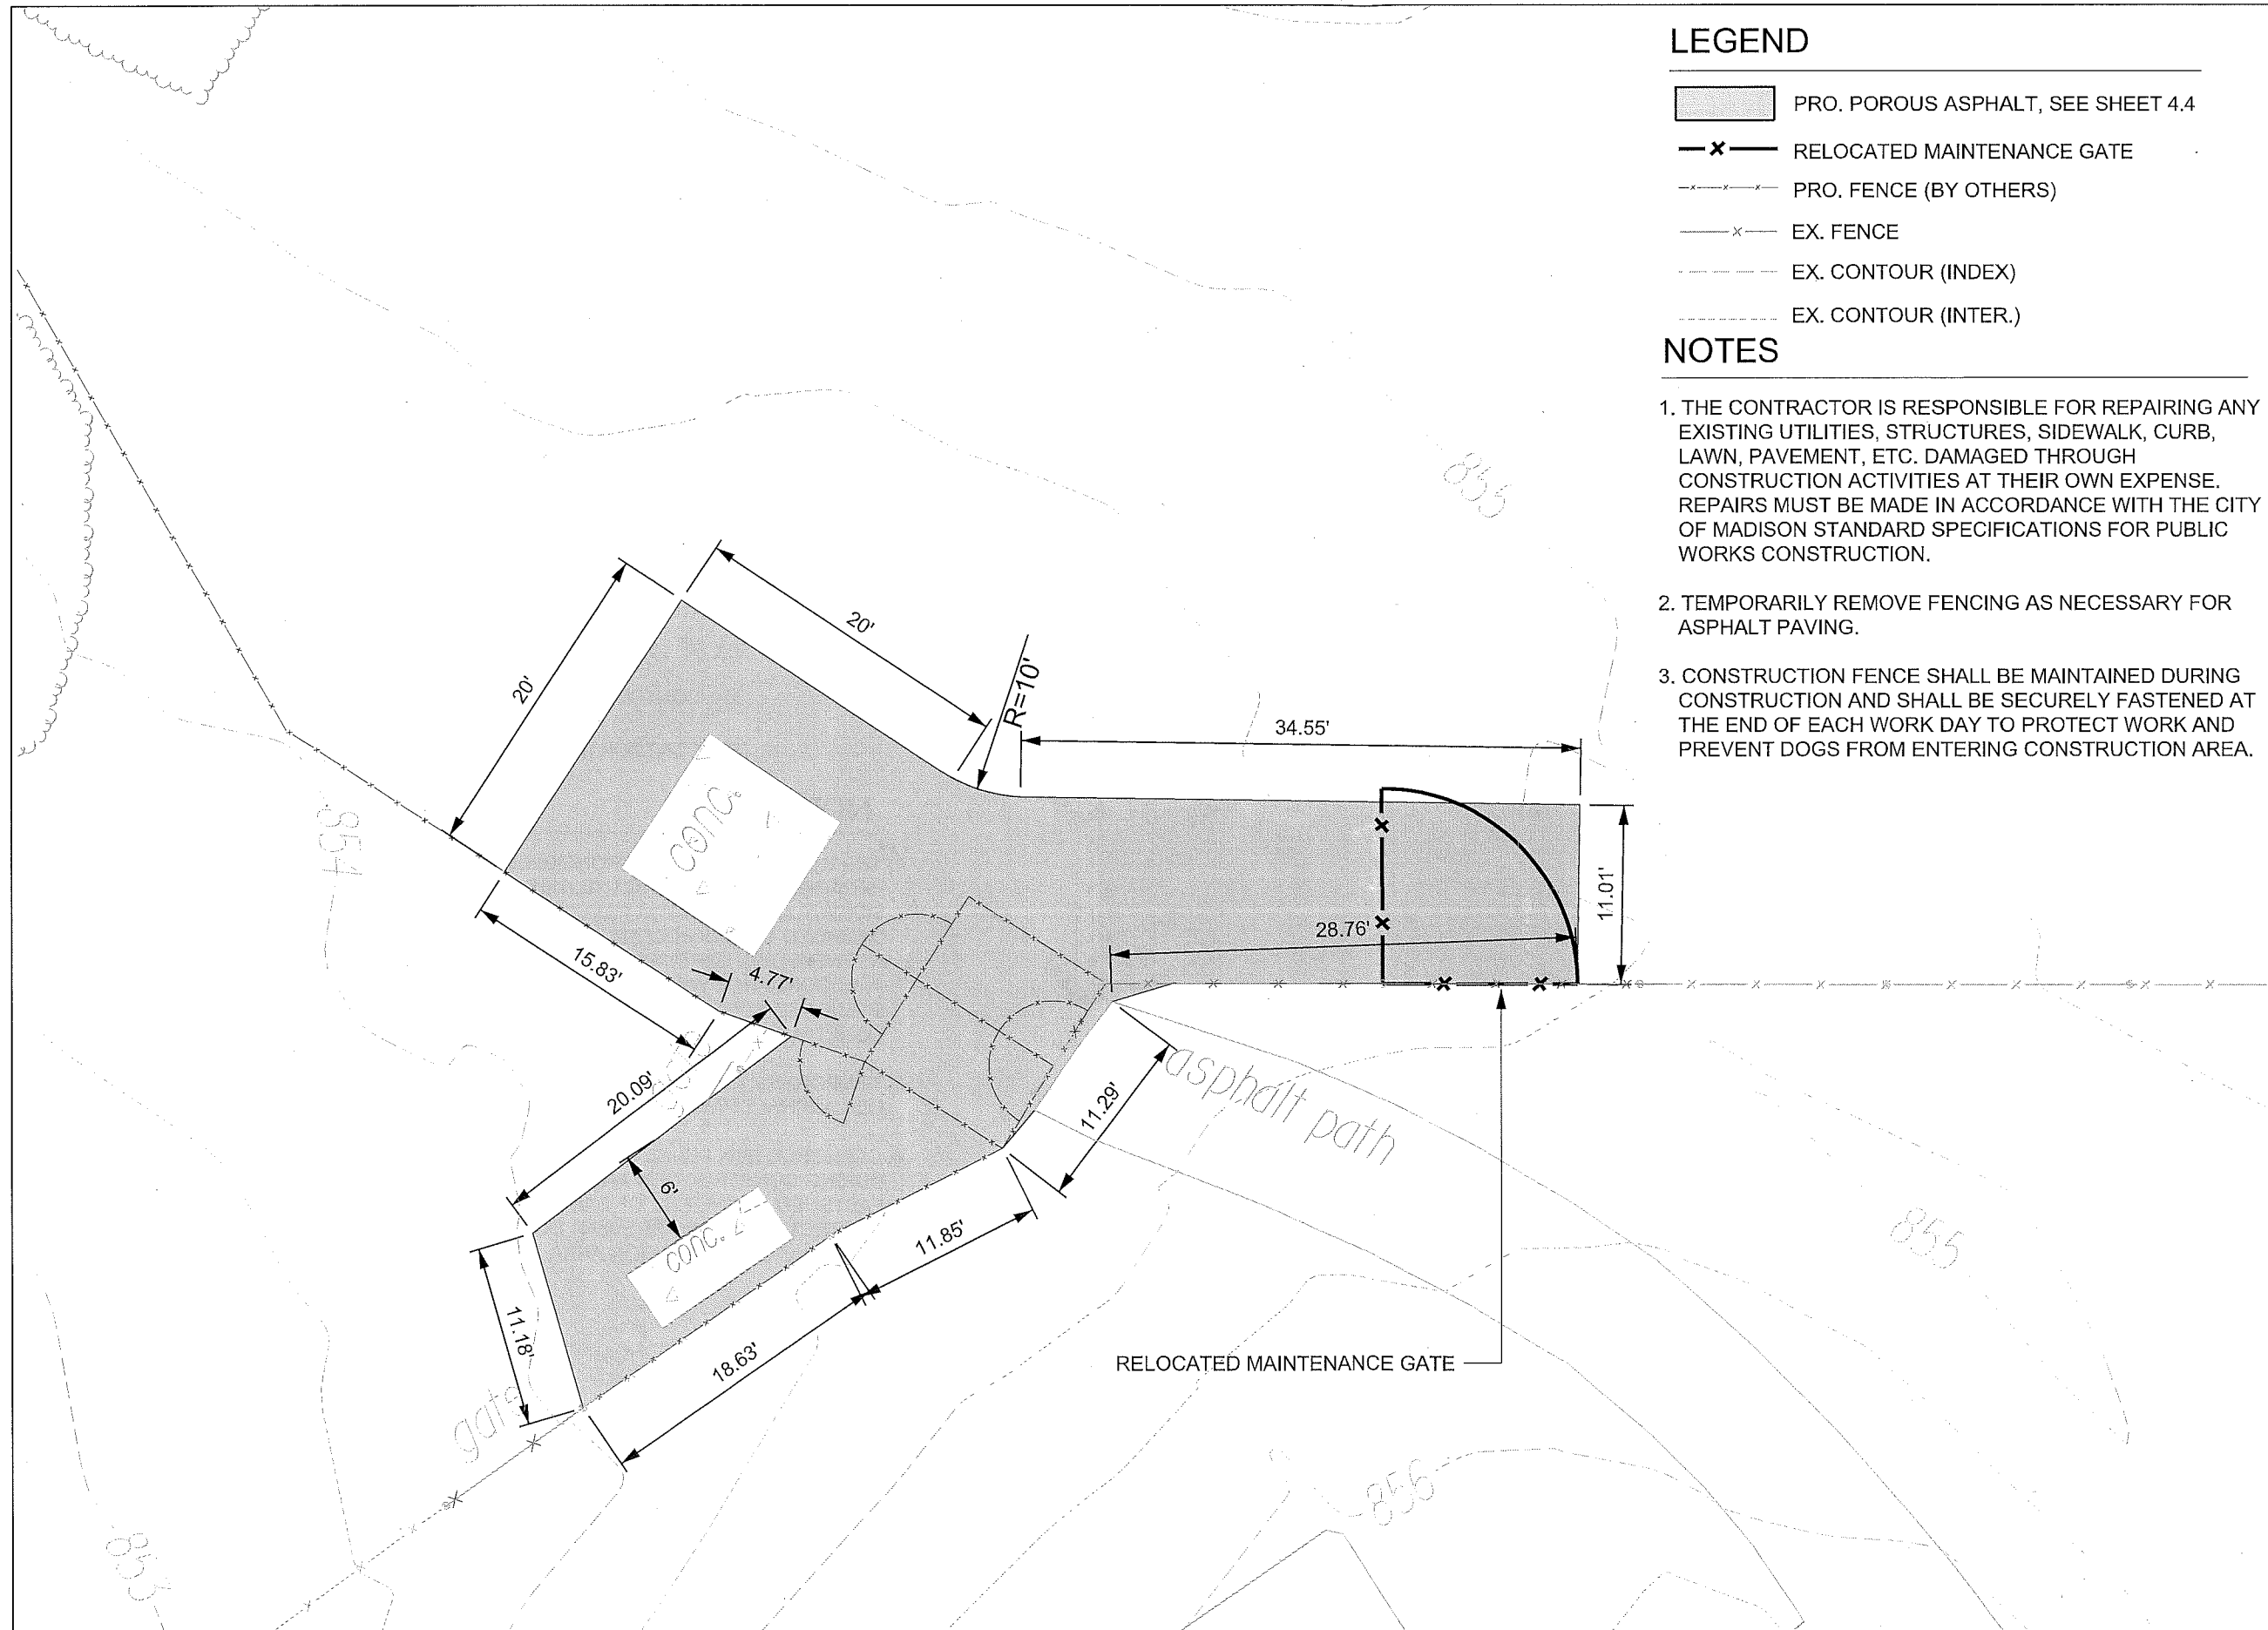 LEGEND
PRO. POROUS ASPHALT, SEE SHEET 4.4
RELOCATED MAINTENANCE GATE
PRO. FENCE (BY OTHERS)
EX. FENCE
EX. CONTOUR (INDEX)
EX. CONTOUR (INTER.)
NOTES
1. THE CONTRACTOR IS RESPONSIBLE FOR REPAIRING ANY
EXISTING UTILITIES, STRUCTURES, SIDEWALK, CURB,
LAWN, PAVEMENT, ETC. DAMAGED THROUGH
CONSTRUCTION ACTIVITIES AT THEIR OWN EXPENSE.
REPAIRS MUST BE MADE IN ACCORDANCE WITH THE CITY
OF MADISON STANDARD SPECIFICATIONS FOR PUBLIC
WORKS CONSTRUCTION.
2. TEMPORARILY REMOVE FENCING AS NECESSARY FOR
ASPHALT PAVING.
3. CONSTRUCTION FENCE SHALL BE MAINTAINED DURING
CONSTRUCTION AND SHALL BE SECURELY FASTENED AT
THE END OF EACH WORK DAY TO PROTECT WORK AND
PREVENT DOGS FROM ENTERING CONSTRUCTION AREA.
855
20'
20'
R=10'
34.55'
854
conc.
11.01'
28.76'
15.83'
4.77'
20.09'
asphalt path
11.29'
6'
conc.
11.85'
855
11.18'
18.63'
RELOCATED MAINTENANCE GATE
gate
856
853